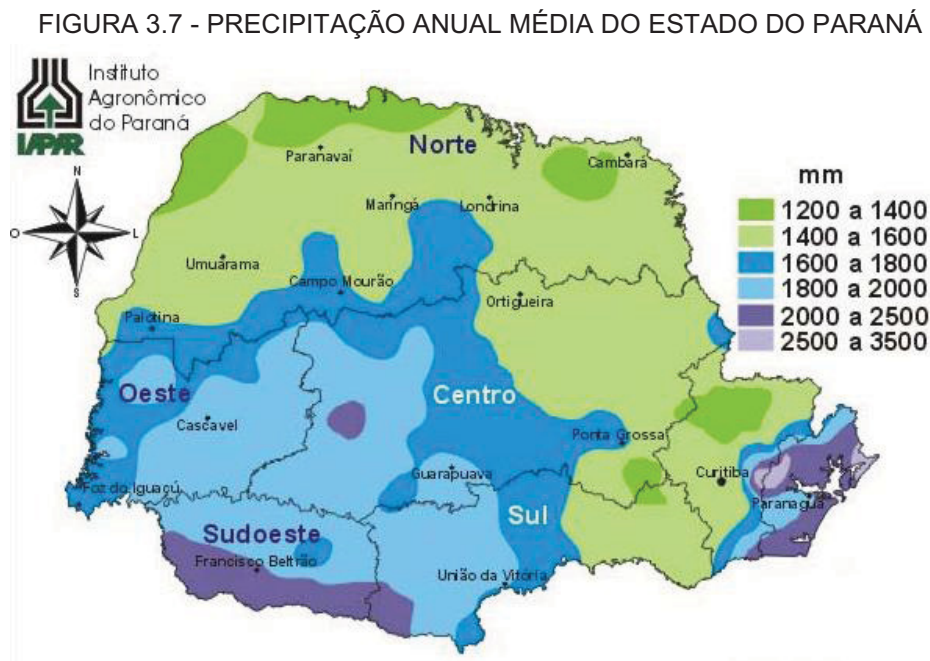 FIGURA 3.7 - PRECIPITAÇÃO ANUAL MÉDIA DO ESTADO DO PARANÁ
Instituto
Agronômico
do Paraná
IAPAR
N
O
L
S
Norte
Paranavaí
Cambará
Maringá
Londrina
Umuarama
Campo Mourão
Ortigueira
Palotina
Oeste
Centro
Cascavel
Ponta Grossa
Guarapuava
Curitiba
Foz do Iguaçú
Paranaguá
Sul
Sudoeste
Francisco Beltrão
União da Vitória
mm
1200 a 1400
1400 a 1600
1600 a 1800
1800 a 2000
2000 a 2500
2500 a 3500